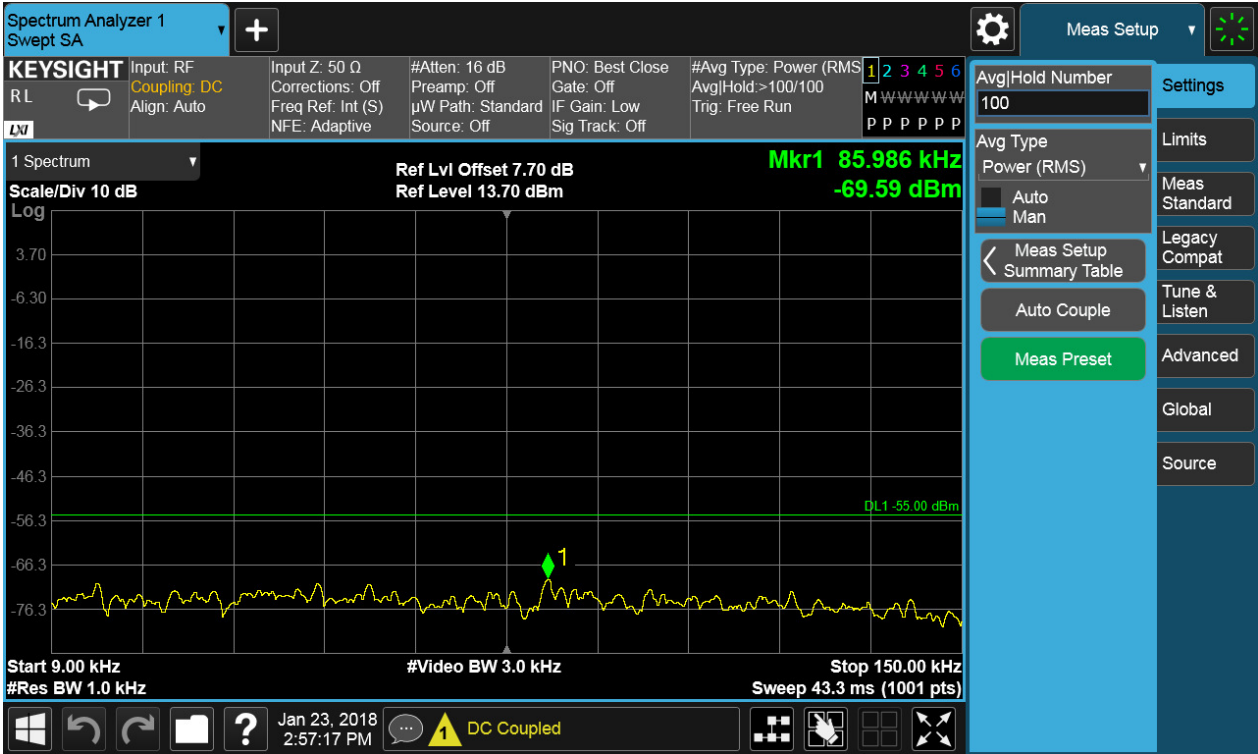 Spectrum Analyzer 1
Swept SA
+
Meas Setup
KEYSIGHT
R L
LXI
Input: RF
Coupling: DC
Align: Auto
Input Z: 50 Ω
Corrections: Off
Freq Ref: Int (S)
NFE: Adaptive
#Atten: 16 dB
Preamp: Off
µW Path: Standard
Source: Off
PNO: Best Close
Gate: Off
IF Gain: Low
Sig Track: Off
#Avg Type: Power (RMS
Avg|Hold:>100/100
Trig: Free Run
1 2 3 4 5 6
M W W W W W
P P P P P P
1 Spectrum
Scale/Div 10 dB
Log
Ref Lvl Offset 7.70 dB
Ref Level 13.70 dBm
Mkr1 85.986 kHz
-69.59 dBm
3.70
-6.30
-16.3
-26.3
-36.3
-46.3
DL1 -55.00 dBm
-56.3
1
-66.3
-76.3
Start 9.00 kHz
#Res BW 1.0 kHz
#Video BW 3.0 kHz
Stop 150.00 kHz
Sweep 43.3 ms (1001 pts)
Avg|Hold Number
100
Avg Type
Power (RMS)
Auto
Man
Meas Setup
Summary Table
Auto Couple
Meas Preset
Settings
Limits
Meas
Standard
Legacy
Compat
Tune &
Listen
Advanced
Global
Source
?
Jan 23, 2018
2:57:17 PM
1
DC Coupled